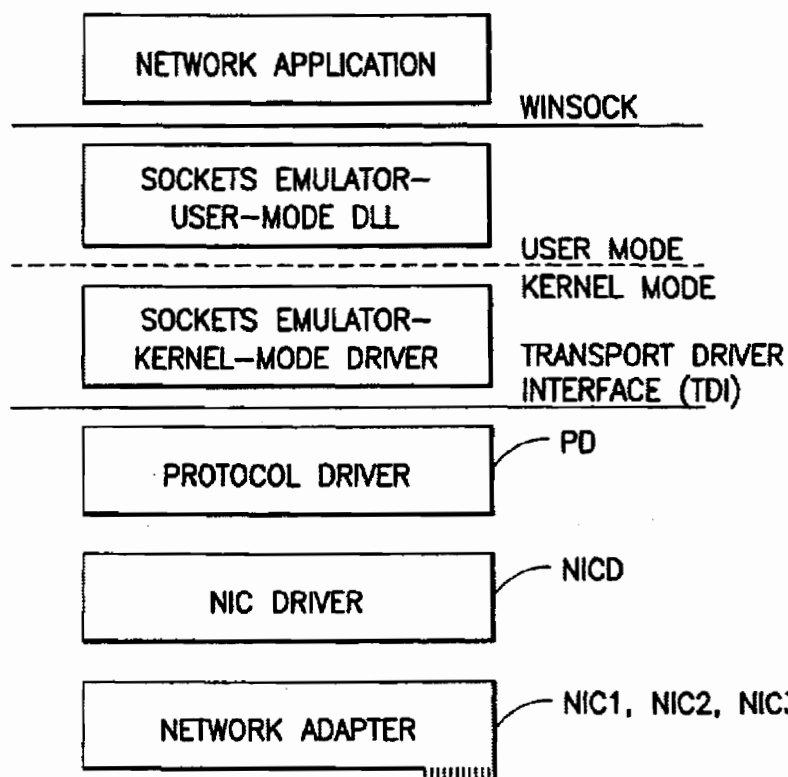 NETWORK APPLICATION
WINSOCK
SOCKETS EMULATOR-
USER-MODE DLL
USER MODE
KERNEL MODE
SOCKETS EMULATOR-
KERNEL-MODE DRIVER
TRANSPORT DRIVER
INTERFACE (TDI)
PD
PROTOCOL DRIVER
NICD
NIC DRIVER
NIC1, NIC2, NIC3
NETWORK ADAPTER